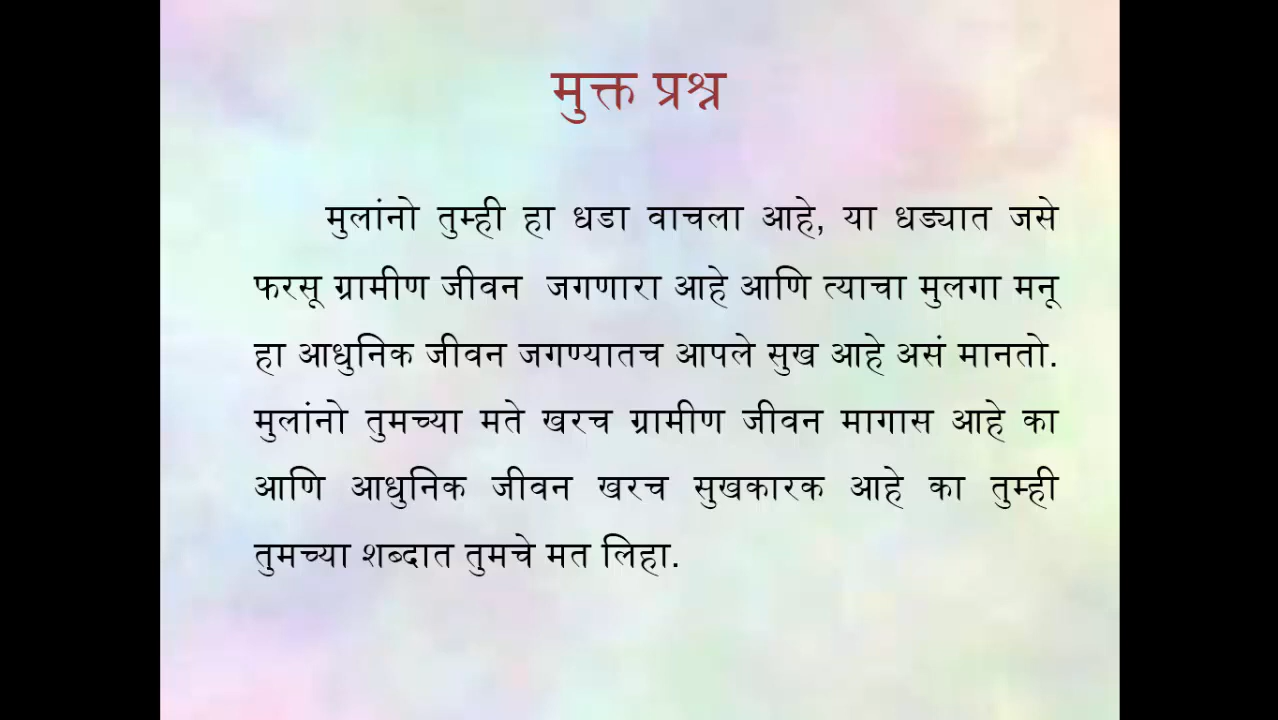 मुक्त प्रश्न
मुलांनो तुम्ही हा धडा वाचला आहे, या धड्यात जसे
फरसू ग्रामीण जीवन जगणारा आहे आणि त्याचा मुलगा मनू
हा आधुनिक जीवन जगण्यातच आपले सुख आहे असं मानतो.
मुलांनो तुमच्या मते खरच ग्रामीण जीवन मागास आहे का
आणि आधुनिक जीवन खरच सुखकारक आहे का तुम्ही
तुमच्या शब्दात तुमचे मत लिहा.